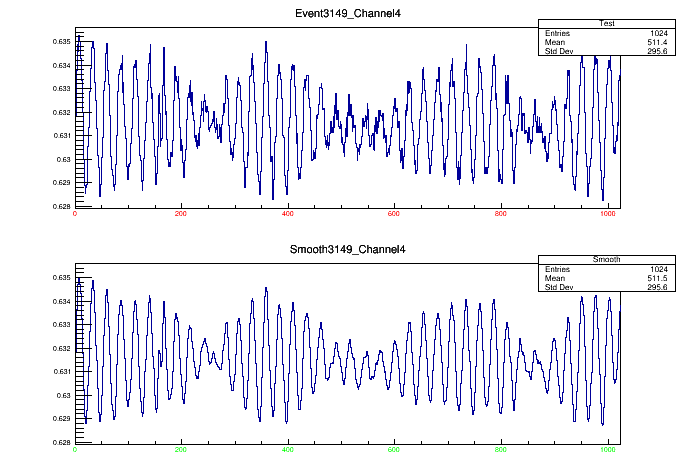 Event3149_Channel4
Test
Entries 1024
Mean 511.4
Std Dev 295.6
0.635
0.634
0.633
0.632
0.631
0.63
0.629
0.628
0 200 400 600 800 1000
Smooth3149_Channel4
Smooth
Entries 1024
Mean 511.5
Std Dev 295.6
0.635
0.634
0.633
0.632
0.631
0.63
0.629
0.628
0 200 400 600 800 1000